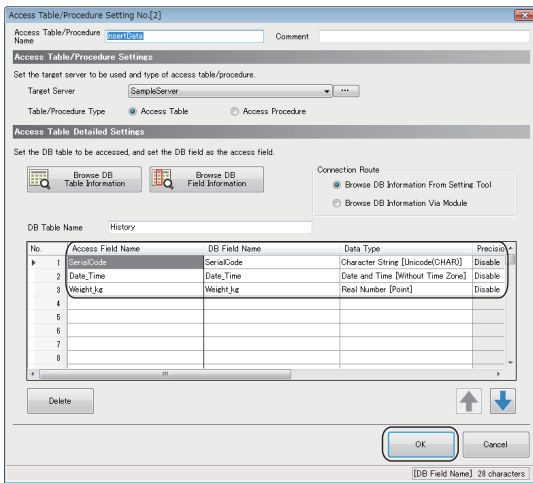 Access Table/Procedure Setting No.[2]
Access Table/Procedure Name InsertData Comment
Access Table/Procedure Settings
Set the target server to be used and type of access table/procedure.
Target Server SampleServer ...
Table/Procedure Type Access Table Access Procedure
Access Table Detailed Settings
Set the DB table to be accessed, and set the DB field as the access field.
Browse DB Table Information Browse DB Field Information
Connection Route
Browse DB Information From Setting Tool
Browse DB Information Via Module
DB Table Name History
No. Access Field Name DB Field Name Data Type Precisio
1 SerialCode SerialCode Character String [Unicode(CHAR)] Disable
2 Date_Time Date_Time Date and Time [Without Time Zone] Disable
3 Weight_kg Weight_kg Real Number [Point] Disable
4
5
6
7
8
Delete
OK Cancel
[DB Field Name] 28 characters